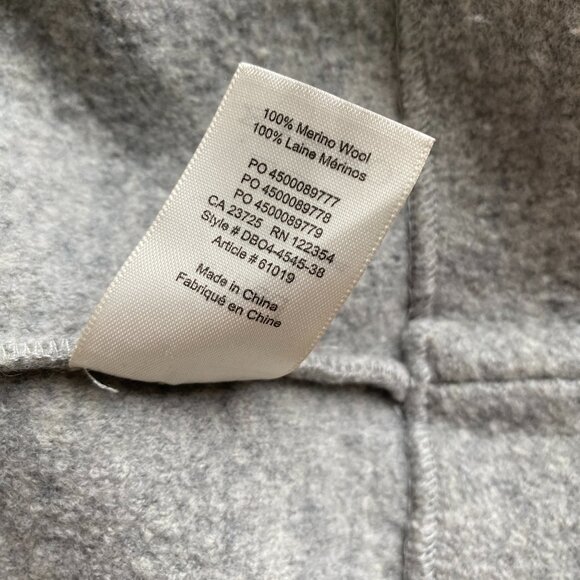 100% Merino Wool
100% Laine Mérinos
PO 4500089777
PO 4500089778
PO 4500089779
CA 23725 RN 122354
Style # DBO4-4545-38
Article # 61019
Made in China
Fabriqué en Chine